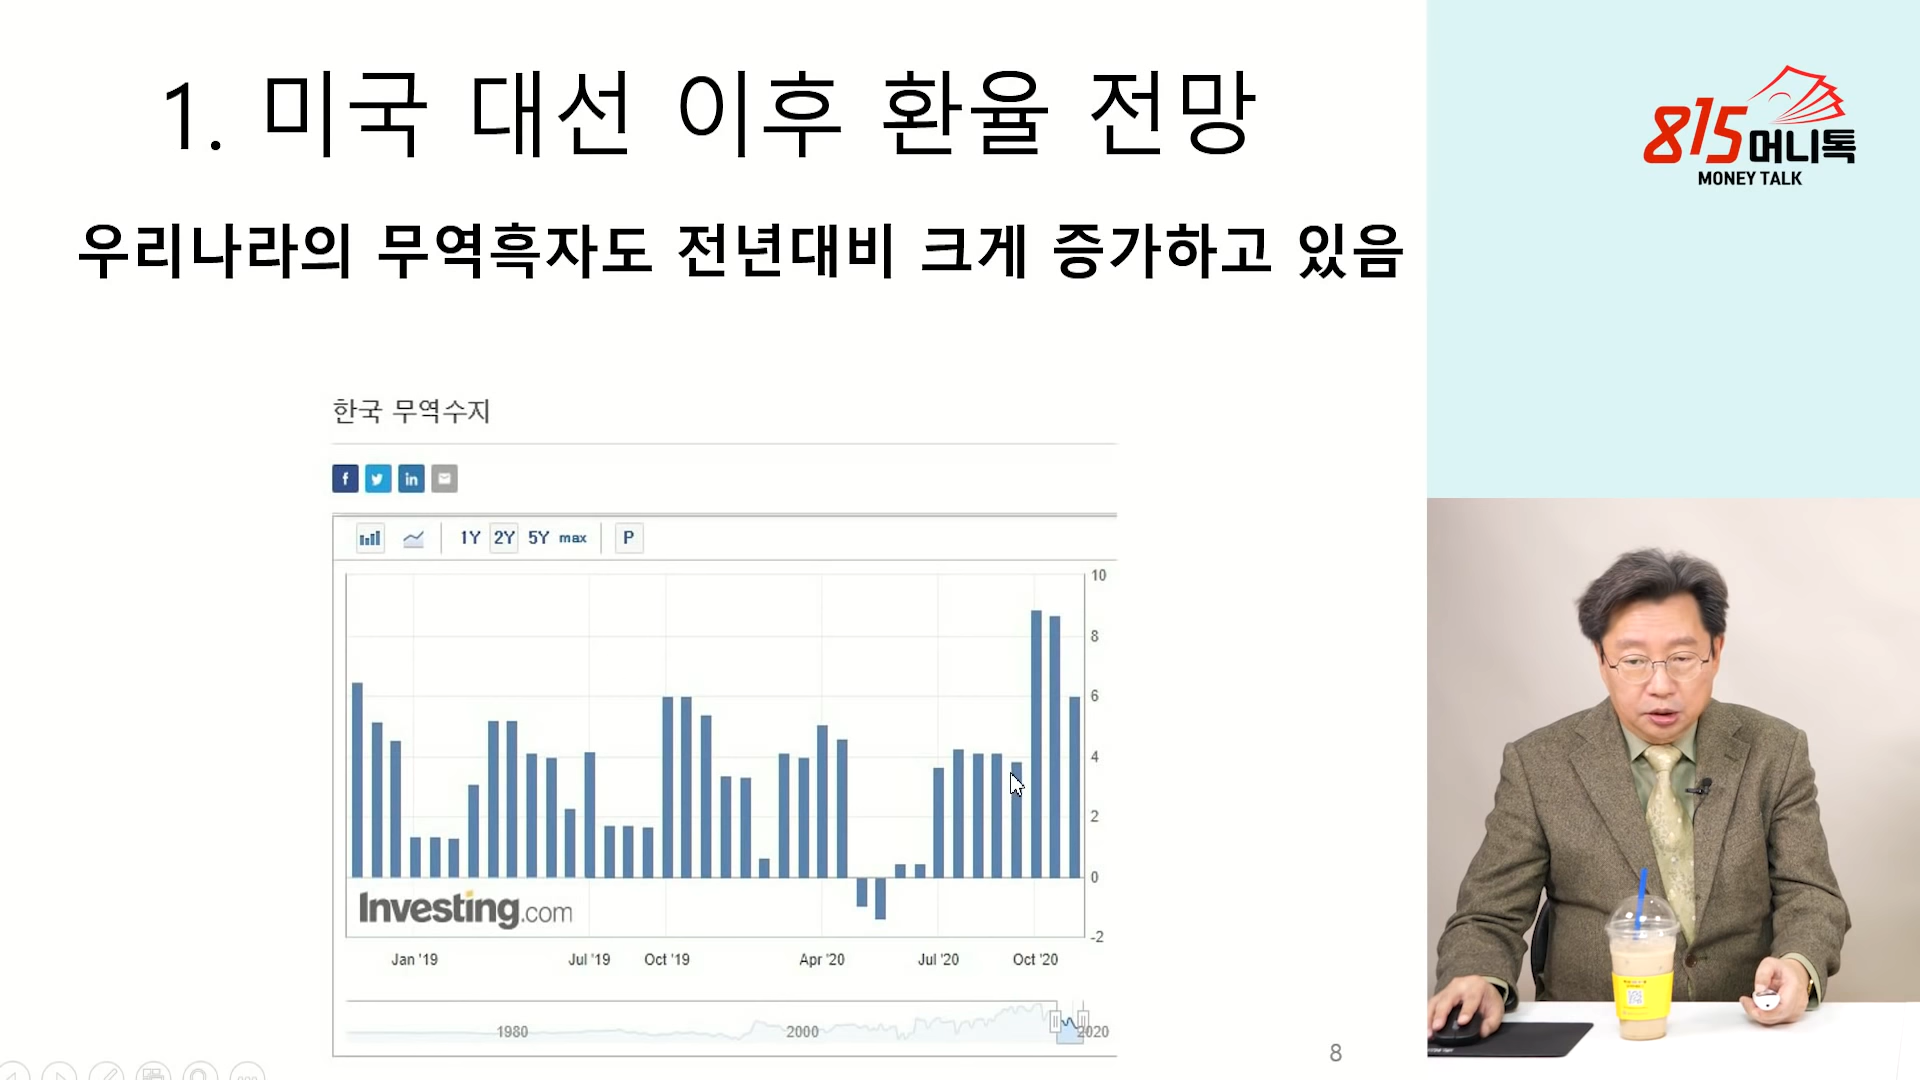 1. 미국 대선 이후 환율 전망
우리나라의 무역흑자도 전년대비 크게 증가하고 있음
815머니톡
MONEY TALK
한국 무역수지
f
in
1Y 2Y 5Y max P
10
8
6
4
2
0
-2
Investing.com
Jan '19 Jul '19 Oct '19 Apr '20 Jul '20 Oct '20
1980 2000 2020
8